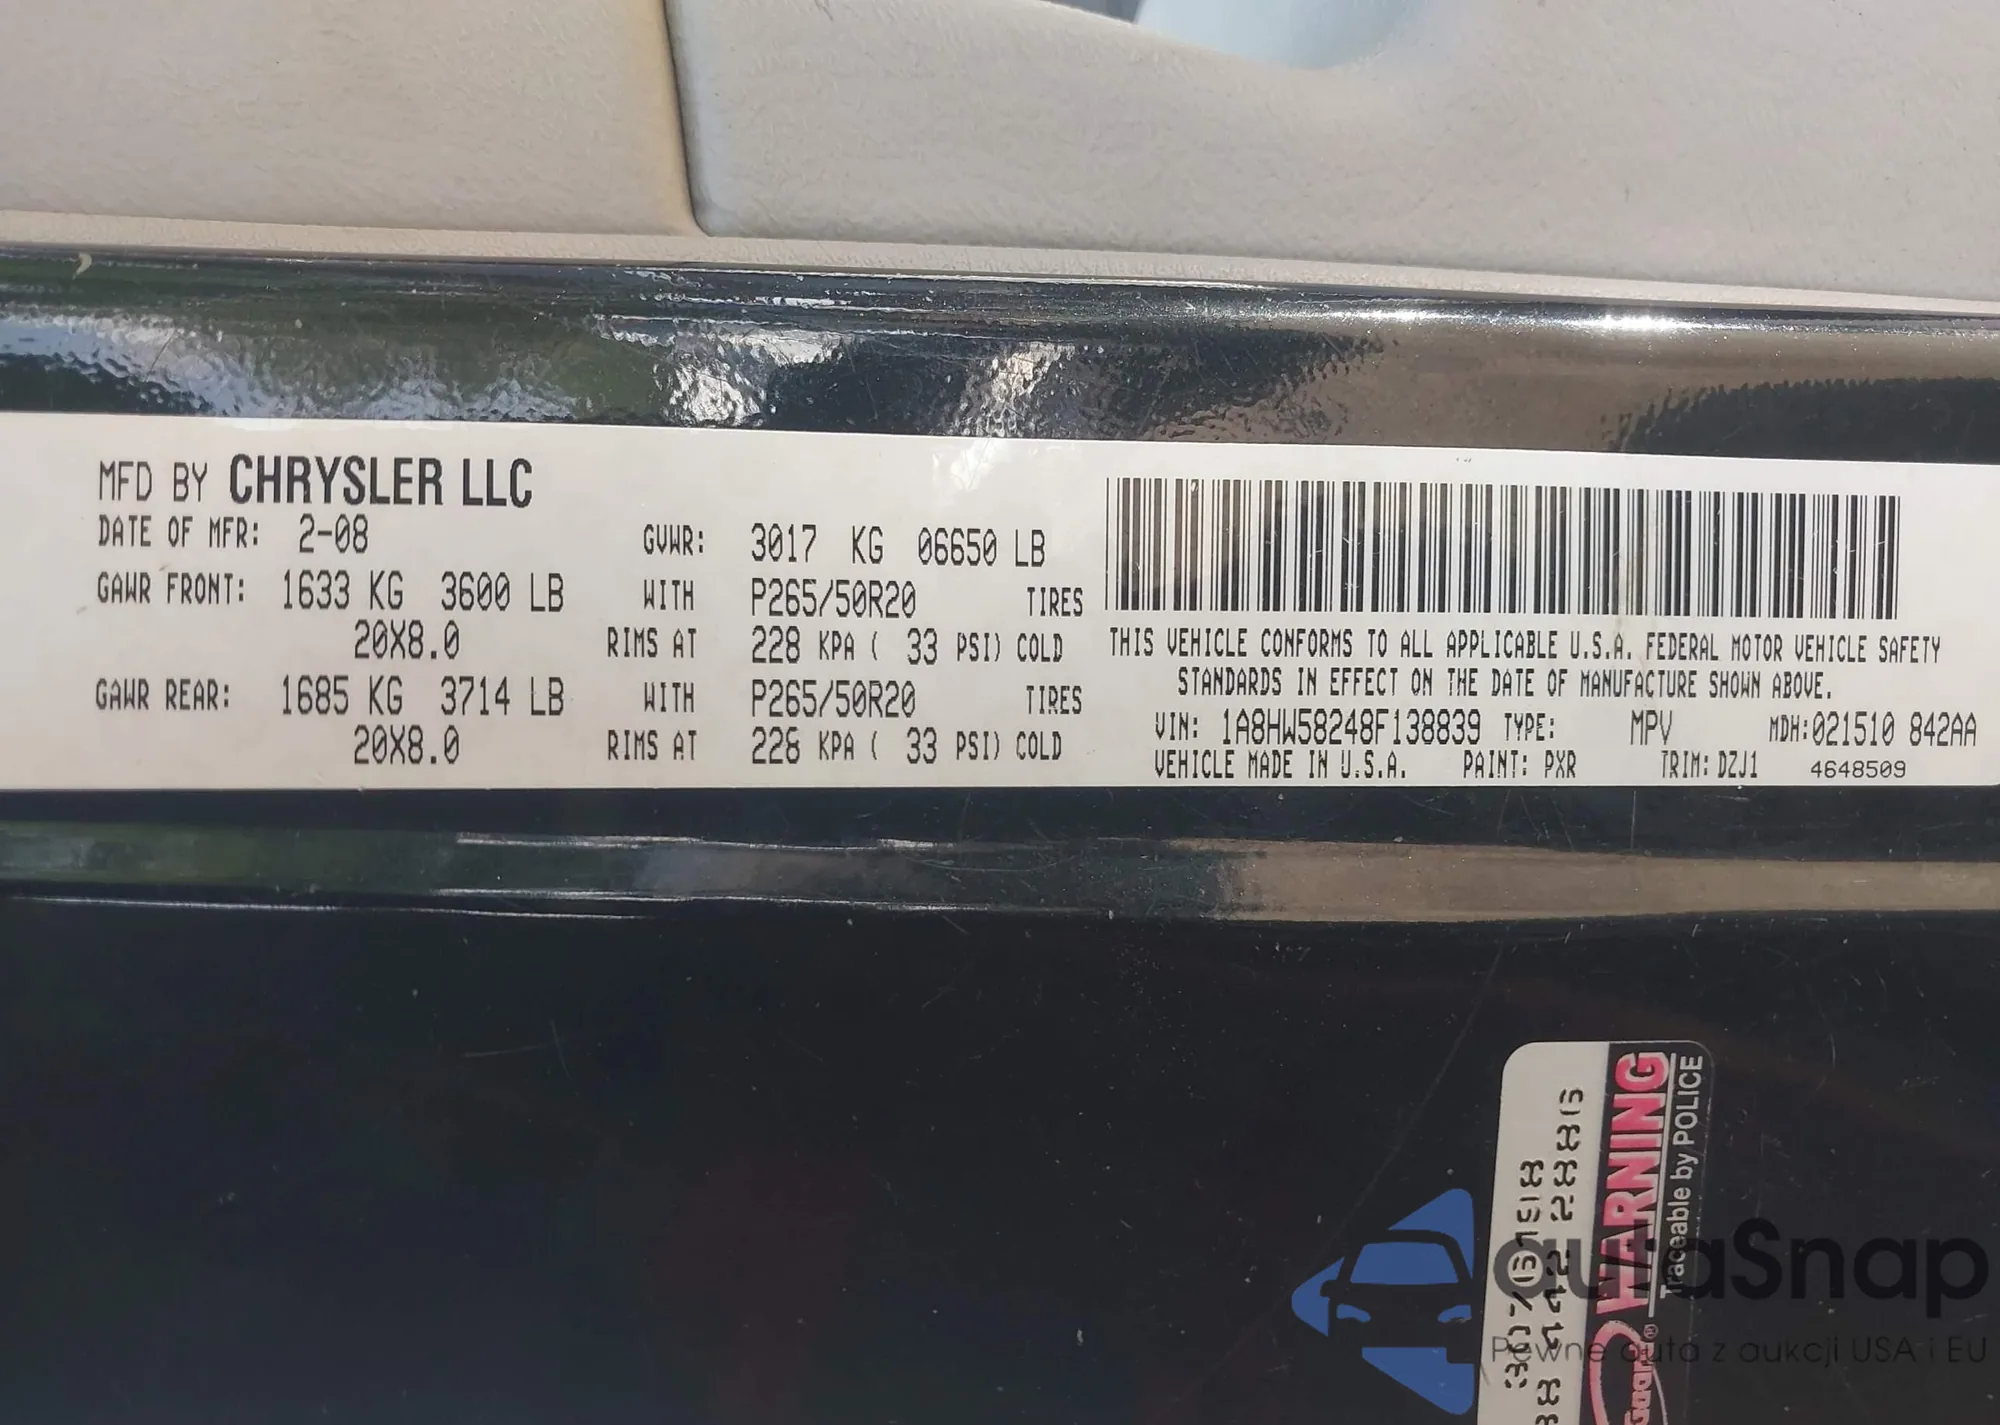 MFD BY CHRYSLER LLC
DATE OF MFR: 2-08 GVWR: 3017 KG 06650 LB
GAWR FRONT: 1633 KG 3600 LB WITH P265/50R20 TIRES
20X8.0 RIMS AT 228 KPA ( 33 PSI) COLD
GAWR REAR: 1685 KG 3714 LB WITH P265/50R20 TIRES
20X8.0 RIMS AT 228 KPA ( 33 PSI) COLD
THIS VEHICLE CONFORMS TO ALL APPLICABLE U.S.A. FEDERAL MOTOR VEHICLE SAFETY
STANDARDS IN EFFECT ON THE DATE OF MANUFACTURE SHOWN ABOVE.
VIN: 1A8HW58248F138839 TYPE: MPV MDH:021510 842AA
VEHICLE MADE IN U.S.A. PAINT: PXR TRIM: DZJ1 4648509
WARNING
Traceable by POLICE
Guard®
autaSnap
Pewne auta z aukcji USA i EU